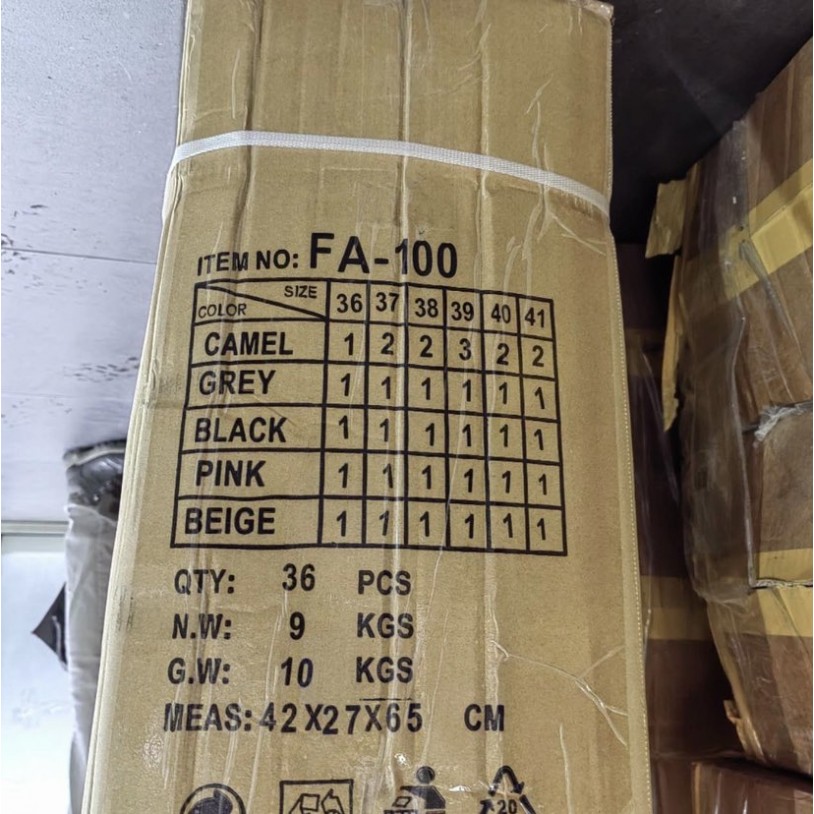 ITEM NO: FA-100
SIZE 36 37 38 39 40 41
COLOR
CAMEL 1 2 2 3 2 2
GREY 1 1 1 1 1 1
BLACK 1 1 1 1 1 1
PINK 1 1 1 1 1 1
BEIGE 1 1 1 1 1 1
QTY: 36 PCS
N.W: 9 KGS
G.W: 10 KGS
MEAS: 42X27X65 CM
20